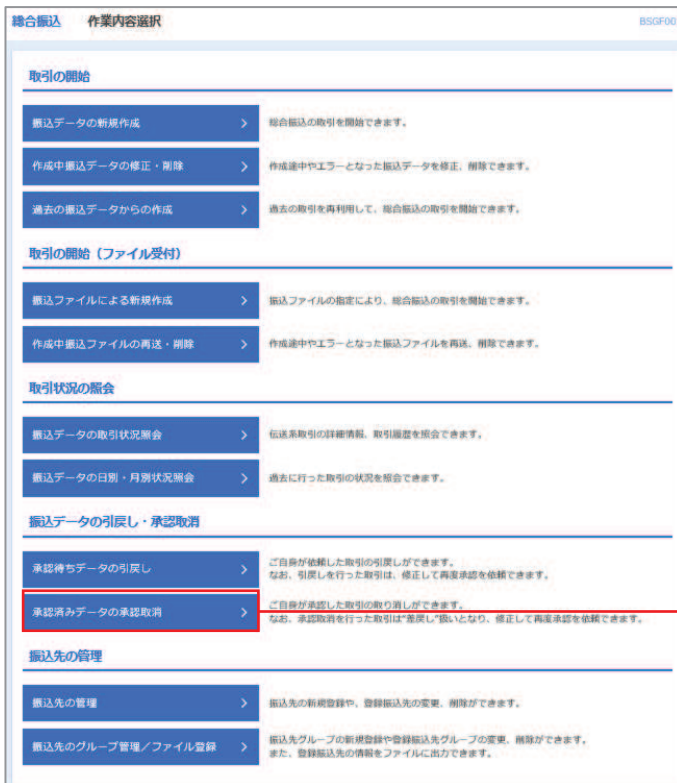 総合振込 作業内容選択 BSGF001
取引の開始
振込データの新規作成 総合振込の取引を開始できます。
作成中振込データの修正・削除 作成途中やエラーとなった振込データを修正、削除できます。
過去の振込データからの作成 過去の取引を再利用して、総合振込の取引を開始できます。
取引の開始（ファイル受付）
振込ファイルによる新規作成 振込ファイルの指定により、総合振込の取引を開始できます。
作成中振込ファイルの再送・削除 作成途中やエラーとなった振込ファイルを再送、削除できます。
取引状況の照会
振込データの取引状況照会 伝送系取引の詳細情報、取引履歴を照会できます。
振込データの日別・月別状況照会 過去に行った取引の状況を照会できます。
振込データの引戻し・承認取消
承認待ちデータの引戻し ご自身が依頼した取引の引戻しができます。
なお、引戻しを行った取引は、修正して再度承認を依頼できます。
承認済みデータの承認取消 ご自身が承認した取引の取り消しができます。
なお、承認取消を行った取引は"差戻し"扱いとなり、修正して再度承認を依頼できます。
振込先の管理
振込先の管理 振込先の新規登録や、登録振込先の変更、削除ができます。
振込先のグループ管理／ファイル登録 振込先グループの新規登録や登録振込先グループの変更、削除ができます。
また、登録振込先の情報をファイルに出力できます。